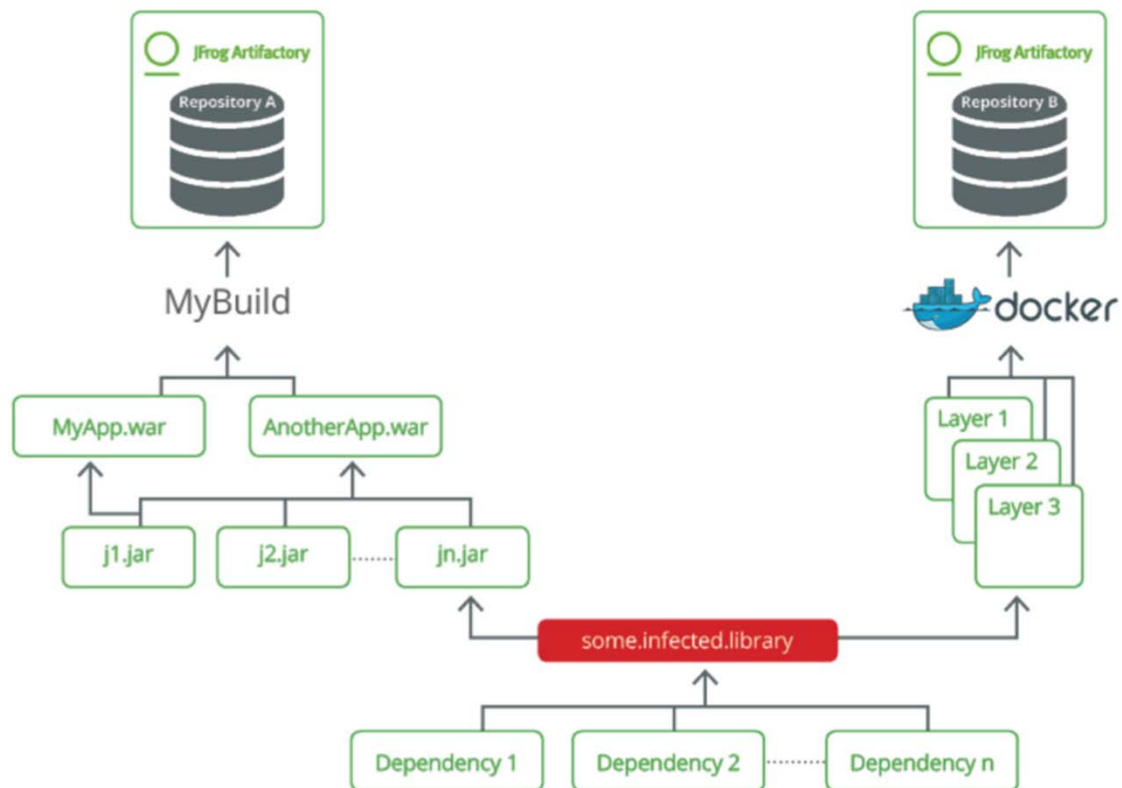 JFrog Artifactory
Repository A
JFrog Artifactory
Repository B
MyBuild
docker
MyApp.war
AnotherApp.war
Layer 1
Layer 2
Layer 3
j1.jar
j2.jar
jn.jar
some.infected.library
Dependency 1
Dependency 2
Dependency n